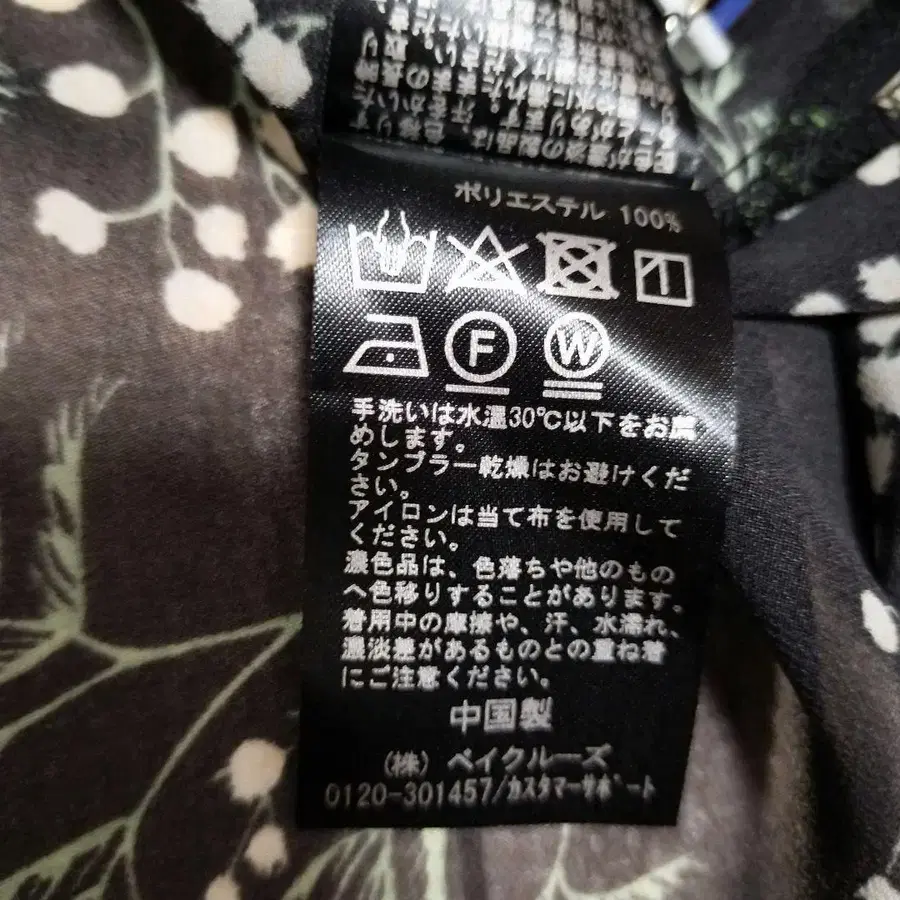 ポリエステル 100%
F
W
手洗いは水温30℃以下をお薦
めします。
タンブラー乾燥はお避けくだ
さい。
アイロンは当て布を使用して
ください。
濃色品は、色落ちや他のもの
へ色移りすることがあります。
着用中の摩擦や、汗、水濡れ、
濃淡差があるものとの重ね着
にご注意ください。
中国製
(株) ベイクルーズ
0120-301457/ｶｽﾀﾏｰｻﾎﾟｰﾄ